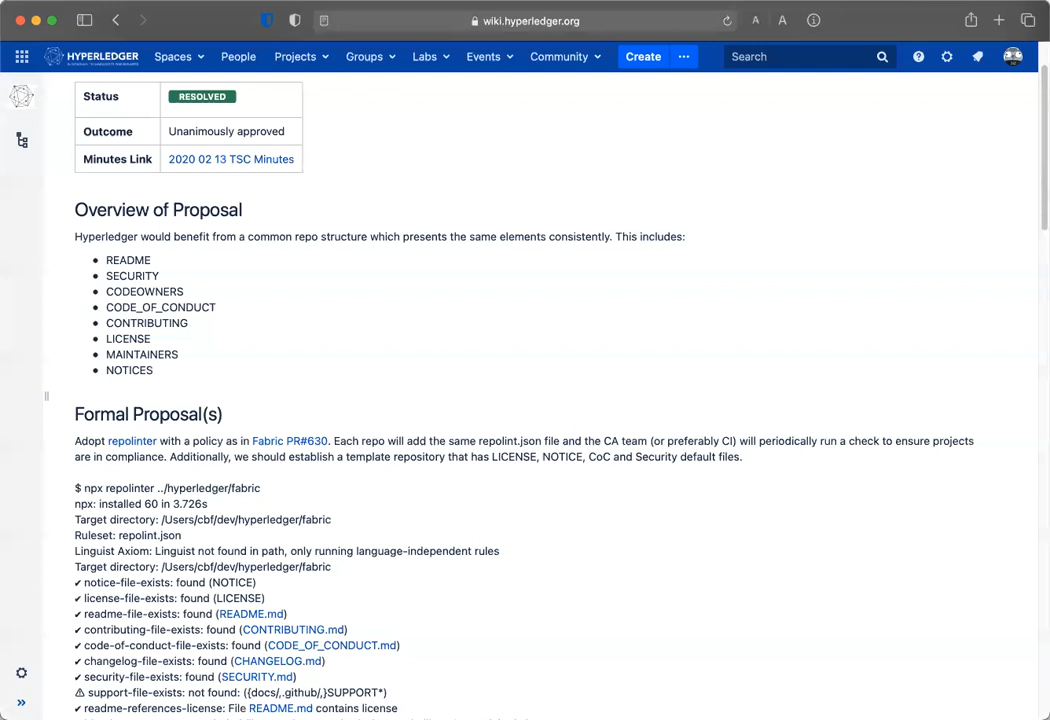 wiki.hyperledger.org
A A
HYPERLEDGER Spaces People Projects Groups Labs Events Community Create ··· Search
Status RESOLVED
Outcome Unanimously approved
Minutes Link 2020 02 13 TSC Minutes
Overview of Proposal
Hyperledger would benefit from a common repo structure which presents the same elements consistently. This includes:
• README
• SECURITY
• CODEOWNERS
• CODE_OF_CONDUCT
• CONTRIBUTING
• LICENSE
• MAINTAINERS
• NOTICES
Formal Proposal(s)
Adopt repolinter with a policy as in Fabric PR#630. Each repo will add the same repolint.json file and the CA team (or preferably CI) will periodically run a check to ensure projects
are in compliance. Additionally, we should establish a template repository that has LICENSE, NOTICE, CoC and Security default files.
$ npx repolinter ../hyperledger/fabric
npx: installed 60 in 3.726s
Target directory: /Users/cbf/dev/hyperledger/fabric
Ruleset: repolint.json
Linguist Axiom: Linguist not found in path, only running language-independent rules
Target directory: /Users/cbf/dev/hyperledger/fabric
✔ notice-file-exists: found (NOTICE)
✔ license-file-exists: found (LICENSE)
✔ readme-file-exists: found (README.md)
✔ contributing-file-exists: found (CONTRIBUTING.md)
✔ code-of-conduct-file-exists: found (CODE_OF_CONDUCT.md)
✔ changelog-file-exists: found (CHANGELOG.md)
✔ security-file-exists: found (SECURITY.md)
⚠ support-file-exists: not found: ({docs/,.github/,}SUPPORT*)
✔ readme-references-license: File README.md contains license